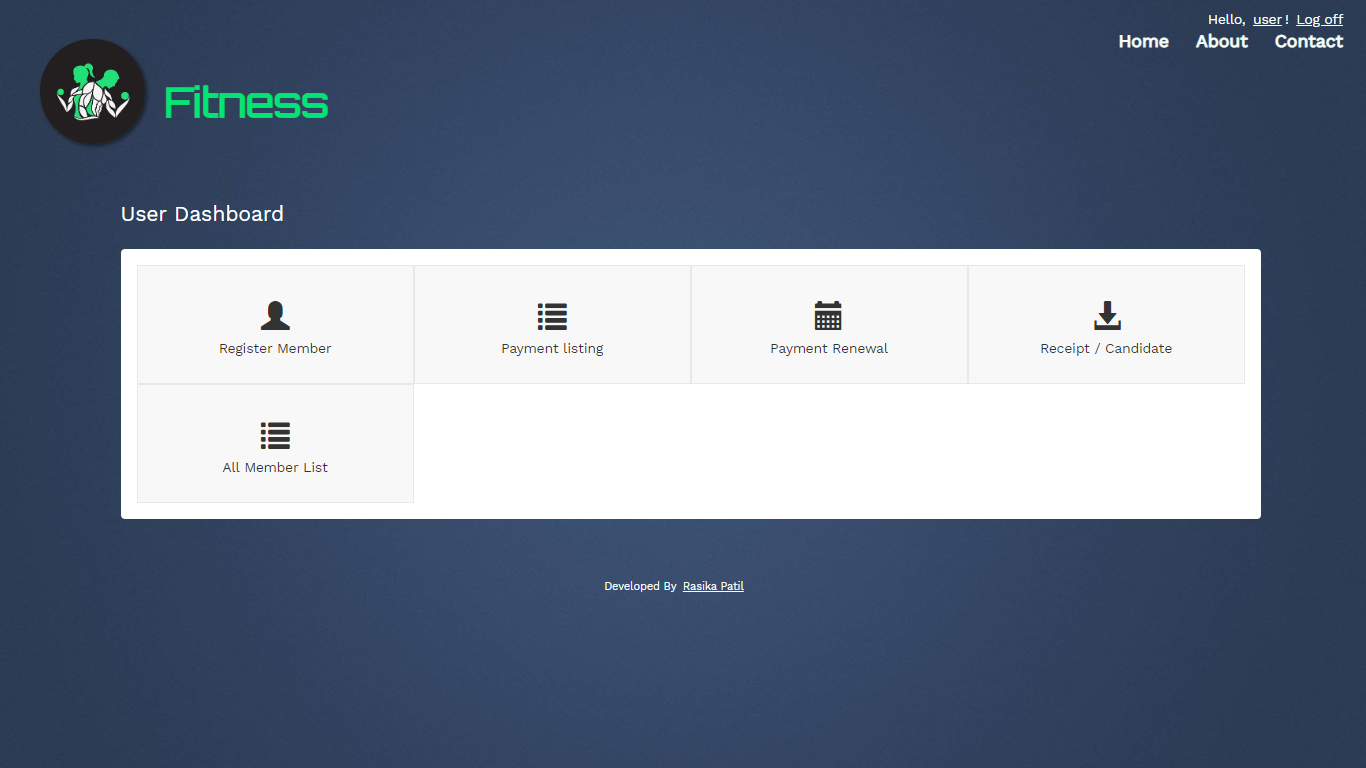 Hello, user ! Log off
Home About Contact
Fitness
User Dashboard
Register Member
Payment listing
Payment Renewal
Receipt / Candidate
All Member List
Developed By Rasika Patil